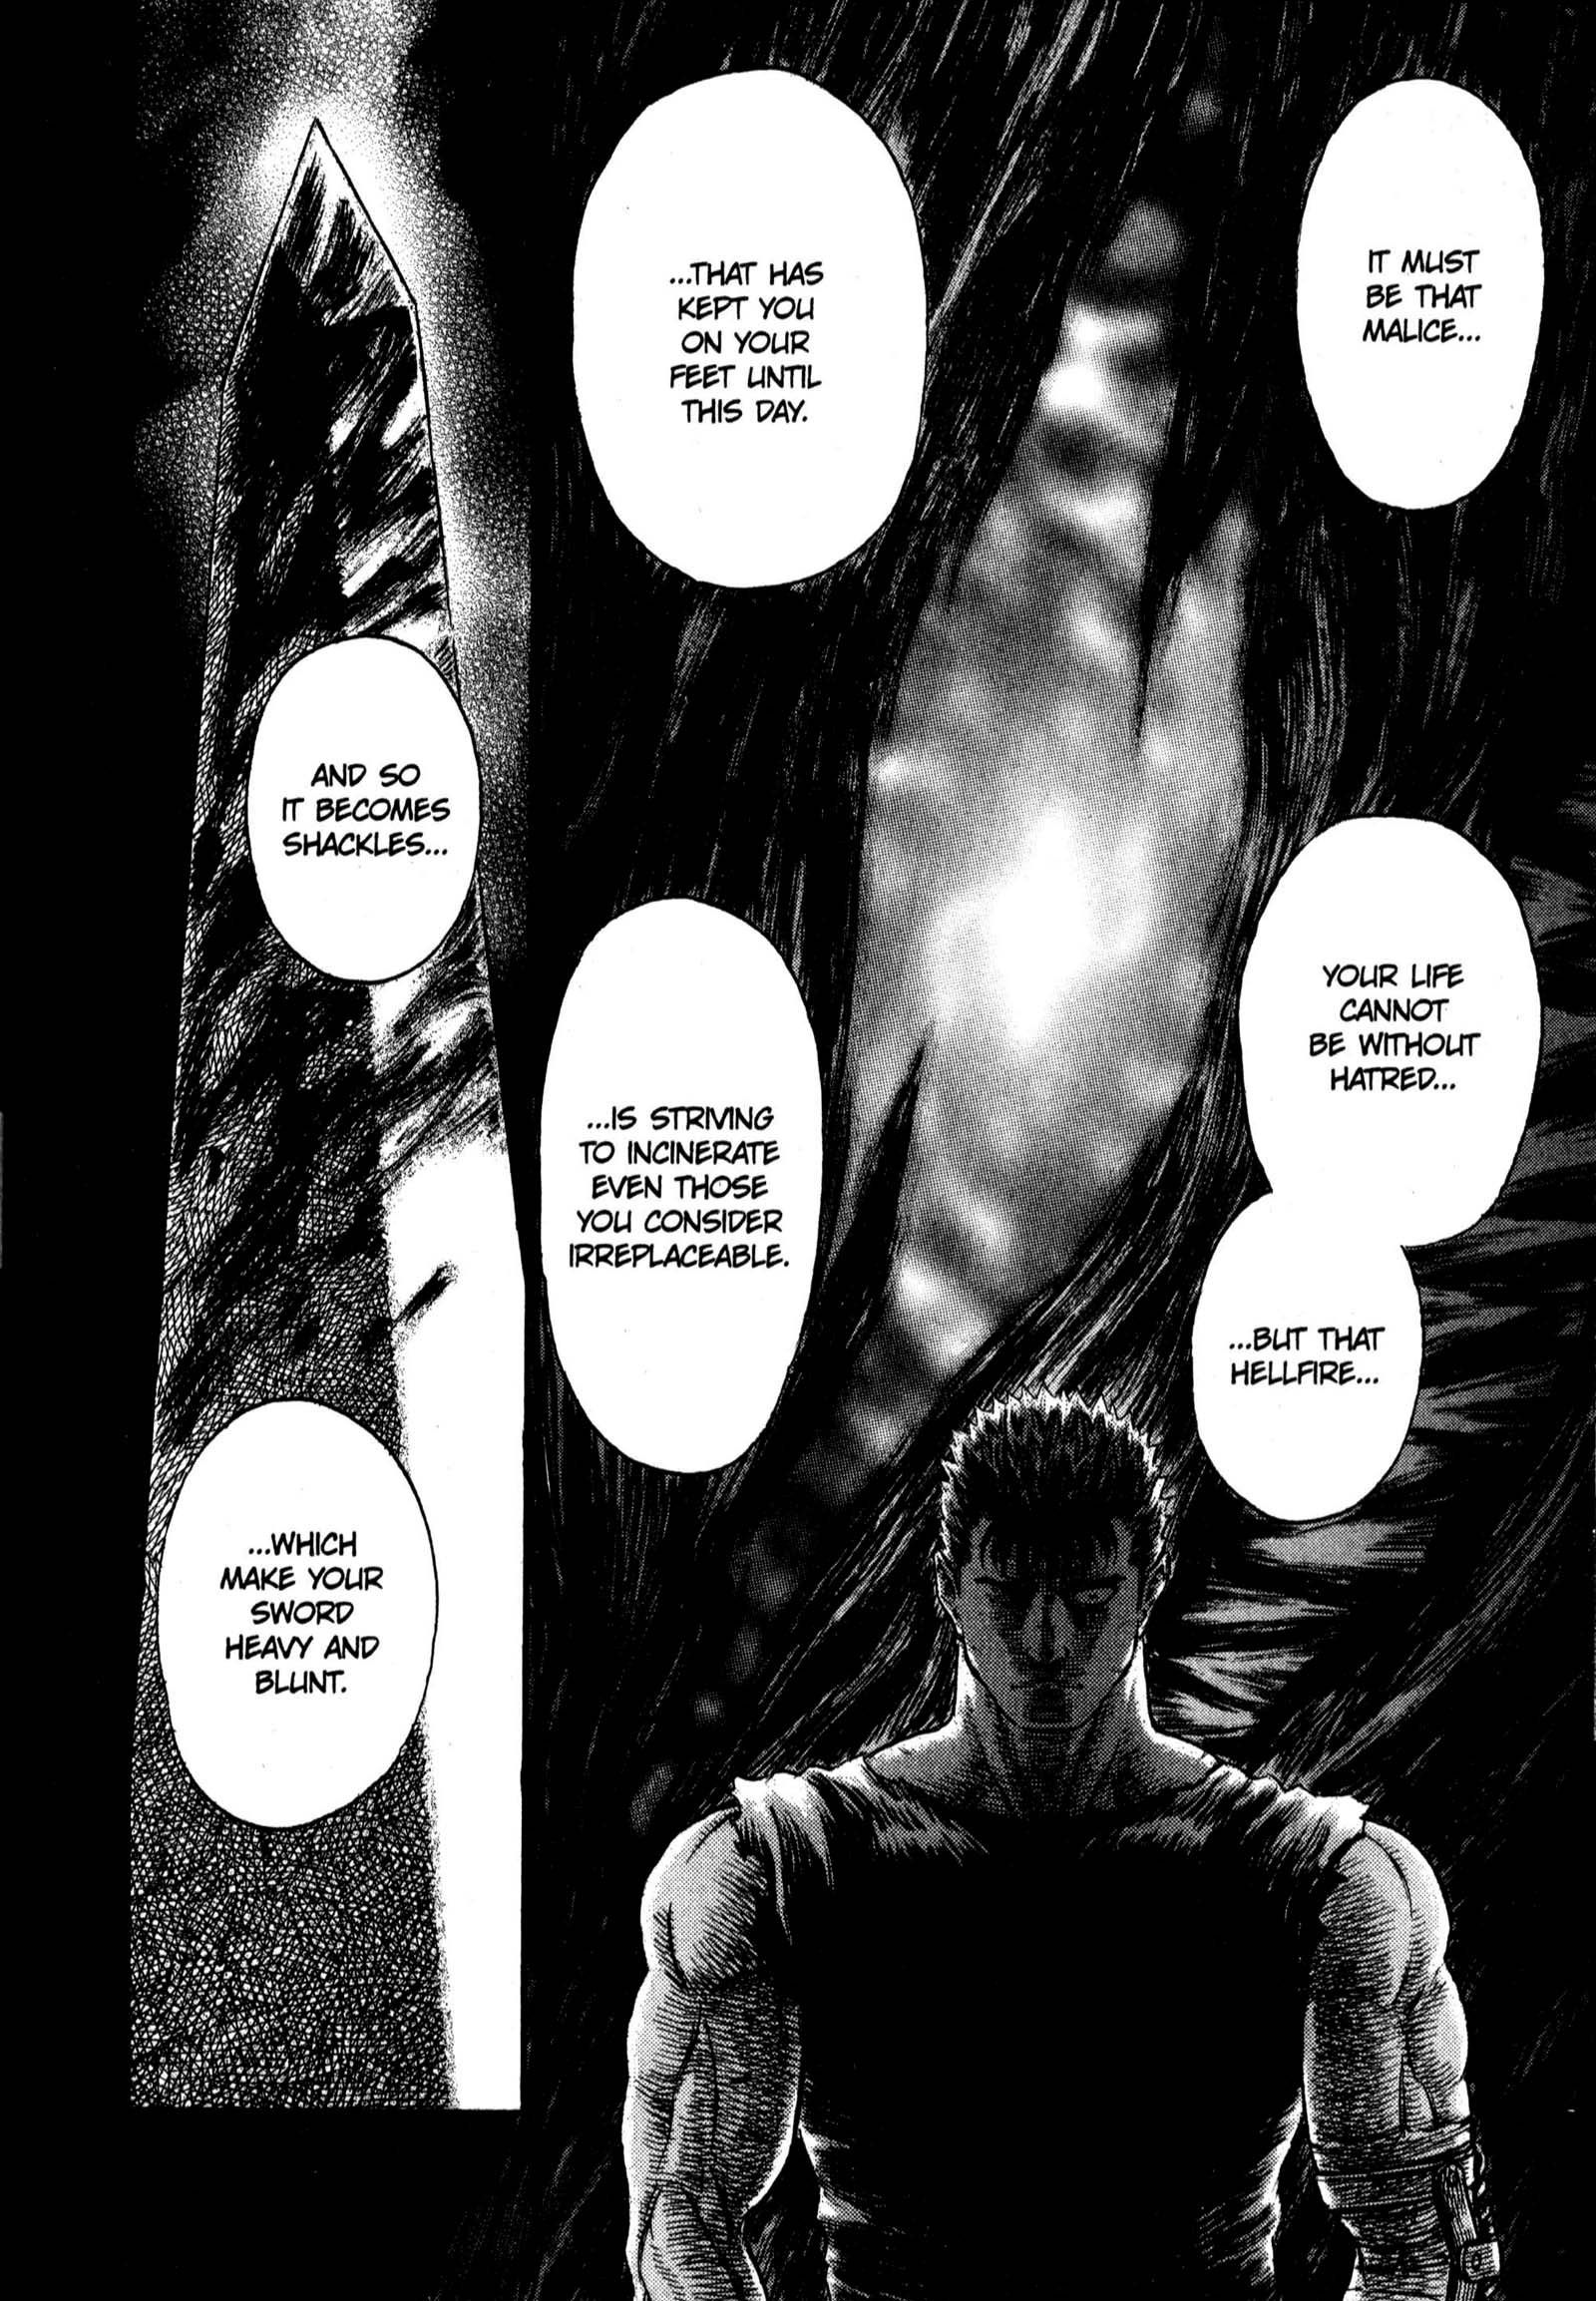 IT MUST
BE THAT
MALICE...
...THAT HAS
KEPT YOU
ON YOUR
FEET UNTIL
THIS DAY.
YOUR LIFE
CANNOT
BE WITHOUT
HATRED...
...BUT THAT
HELLFIRE...
...IS STRIVING
TO INCINERATE
EVEN THOSE
YOU CONSIDER
IRREPLACEABLE.
AND SO
IT BECOMES
SHACKLES...
...WHICH
MAKE YOUR
SWORD
HEAVY AND
BLUNT.